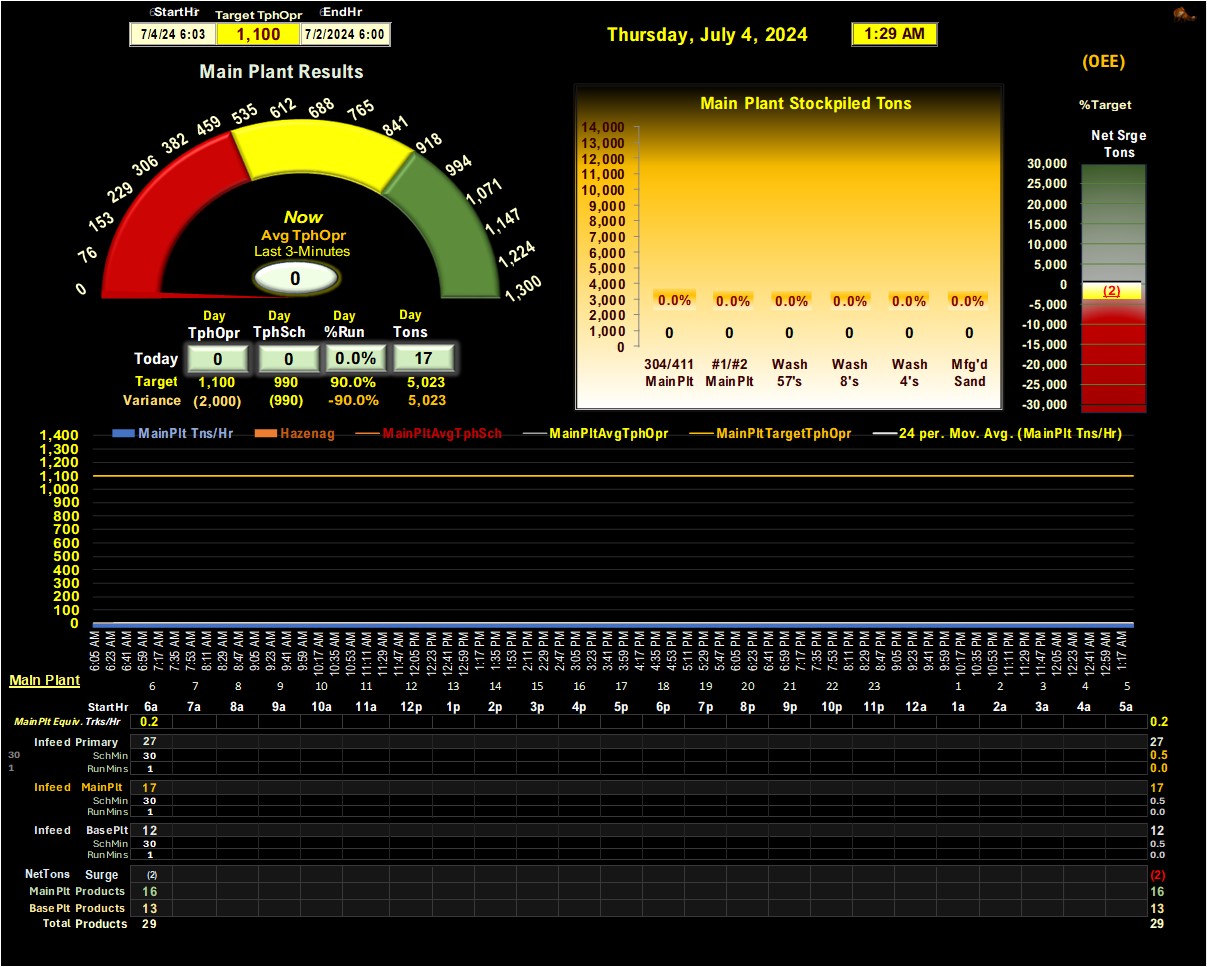 StartHr Target TphOpr EndHr
7/4/24 6:03 1,100 7/2/2024 6:00
Thursday, July 4, 2024 1:29 AM
(OEE)
Main Plant Results
0 76 153 229 306 382 459 535 612 688 765 841 918 994 1,071 1,147 1,224 1,300
Now
Avg TphOpr
Last 3-Minutes
0
Day Day Day Day
TphOpr TphSch %Run Tons
Today 0 0 0.0% 17
Target 1,100 990 90.0% 5,023
Variance (2,000) (990) -90.0% 5,023
Main Plant Stockpiled Tons
14,000
13,000
12,000
11,000
10,000
9,000
8,000
7,000
6,000
5,000
4,000
3,000
2,000
1,000
0
0.0% 0.0% 0.0% 0.0% 0.0% 0.0%
0 0 0 0 0 0
304/411 #1/#2 Wash Wash Wash Mfg'd
MainPlt MainPlt 57's 8's 4's Sand
%Target
Net Srge
Tons
30,000
25,000
20,000
15,000
10,000
5,000
0
(2)
-5,000
-10,000
-15,000
-20,000
-25,000
-30,000
MainPlt Tns/Hr Hazenag MainPltAvgTphSch MainPltAvgTphOpr MainPltTargetTphOpr 24 per. Mov. Avg. (MainPlt Tns/Hr)
1,400
1,300
1,200
1,100
1,000
900
800
700
600
500
400
300
200
100
0
6:05 AM 6:23 AM 6:41 AM 6:59 AM 7:17 AM 7:35 AM 7:53 AM 8:11 AM 8:29 AM 8:47 AM 9:05 AM 9:23 AM 9:41 AM 9:59 AM 10:17 AM 10:35 AM 10:53 AM 11:11 AM 11:29 AM 11:47 AM 12:05 PM 12:23 PM 12:41 PM 12:59 PM 1:17 PM 1:35 PM 1:53 PM 2:11 PM 2:29 PM 2:47 PM 3:05 PM 3:23 PM 3:41 PM 3:59 PM 4:17 PM 4:35 PM 4:53 PM 5:11 PM 5:29 PM 5:47 PM 6:05 PM 6:23 PM 6:41 PM 6:59 PM 7:17 PM 7:35 PM 7:53 PM 8:11 PM 8:29 PM 8:47 PM 9:05 PM 9:23 PM 9:41 PM 9:59 PM 10:17 PM 10:35 PM 10:53 PM 11:11 PM 11:29 PM 11:47 PM 12:05 AM 12:23 AM 12:41 AM 12:59 AM 1:17 AM
Main Plant
6 7 8 9 10 11 12 13 14 15 16 17 18 19 20 21 22 23 1 2 3 4 5
StartHr 6a 7a 8a 9a 10a 11a 12p 1p 2p 3p 4p 5p 6p 7p 8p 9p 10p 11p 12a 1a 2a 3a 4a 5a
MainPlt Equiv. Trks/Hr 0.2 0.2
Infeed Primary 27 27
30 SchMin 30 0.5
1 RunMins 1 0.0
Infeed MainPlt 17 17
SchMin 30 0.5
RunMins 1 0.0
Infeed BasePlt 12 12
SchMin 30 0.5
RunMins 1 0.0
NetTons Surge (2) (2)
MainPlt Products 16 16
BasePlt Products 13 13
Total Products 29 29